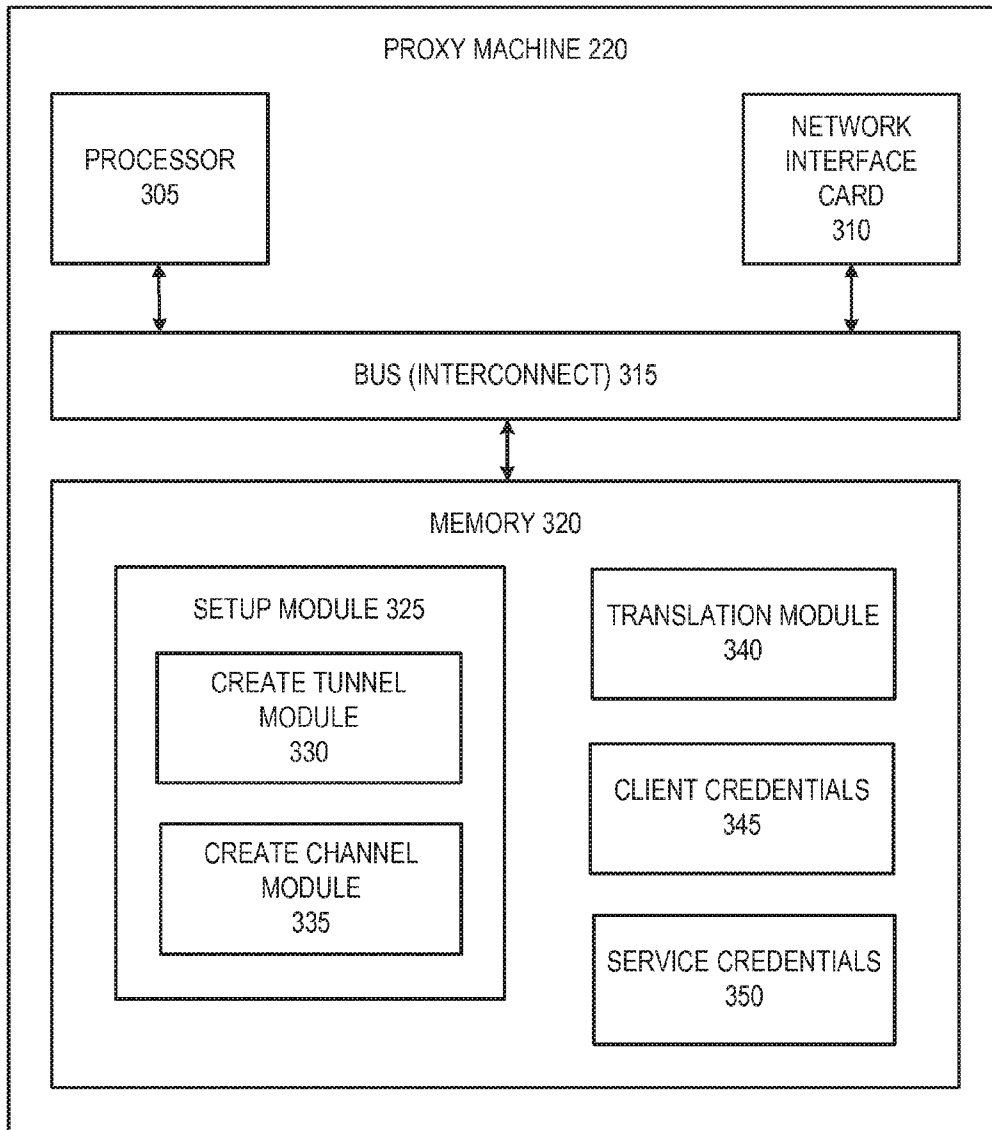 PROXY MACHINE 220
PROCESSOR
305
NETWORK
INTERFACE
CARD
310
BUS (INTERCONNECT) 315
MEMORY 320
SETUP MODULE 325
CREATE TUNNEL
MODULE
330
CREATE CHANNEL
MODULE
335
TRANSLATION MODULE
340
CLIENT CREDENTIALS
345
SERVICE CREDENTIALS
350